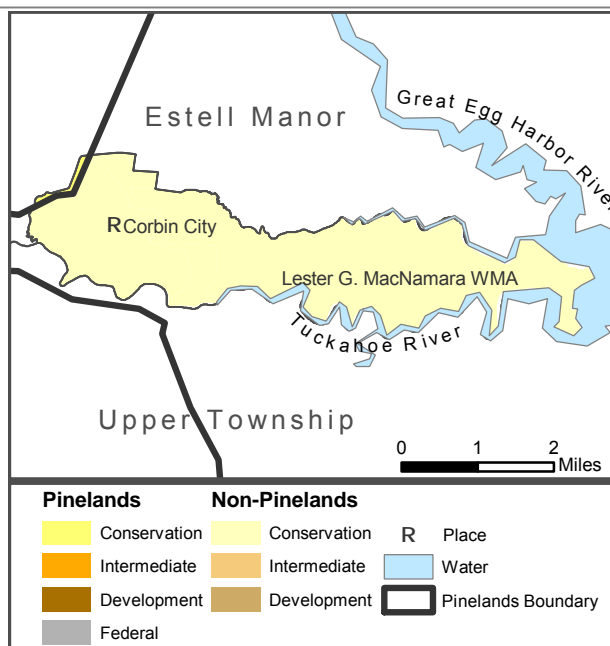 Great Egg Harbor River
Estell Manor
R Corbin City
Lester G. MacNamara WMA
Tuckahoe River
Upper Township
0 1 2
Miles
Pinelands Non-Pinelands
Conservation Conservation R Place
Intermediate Intermediate Water
Development Development Pinelands Boundary
Federal